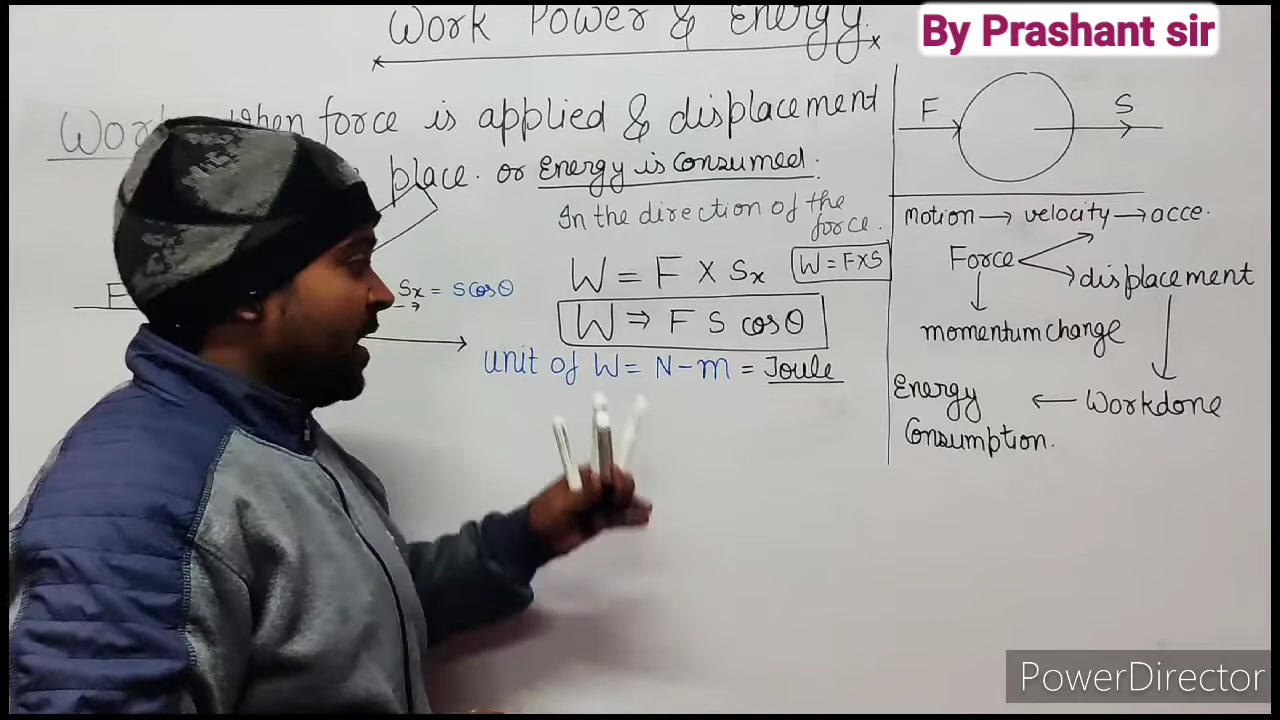 Work Power & Energy.
By Prashant sir
when force is applied & displacement
place. or Energy is Consumed.
In the direction of the
force.
W = F X Sx
W = F X S
Sx = S cosθ
W ⇒ F S cosθ
unit of W = N-m = Joule
F
F S
motion → velocity → acce.
Force
displacement
momentum change
Energy ← Workdone
Consumption.
PowerDirector